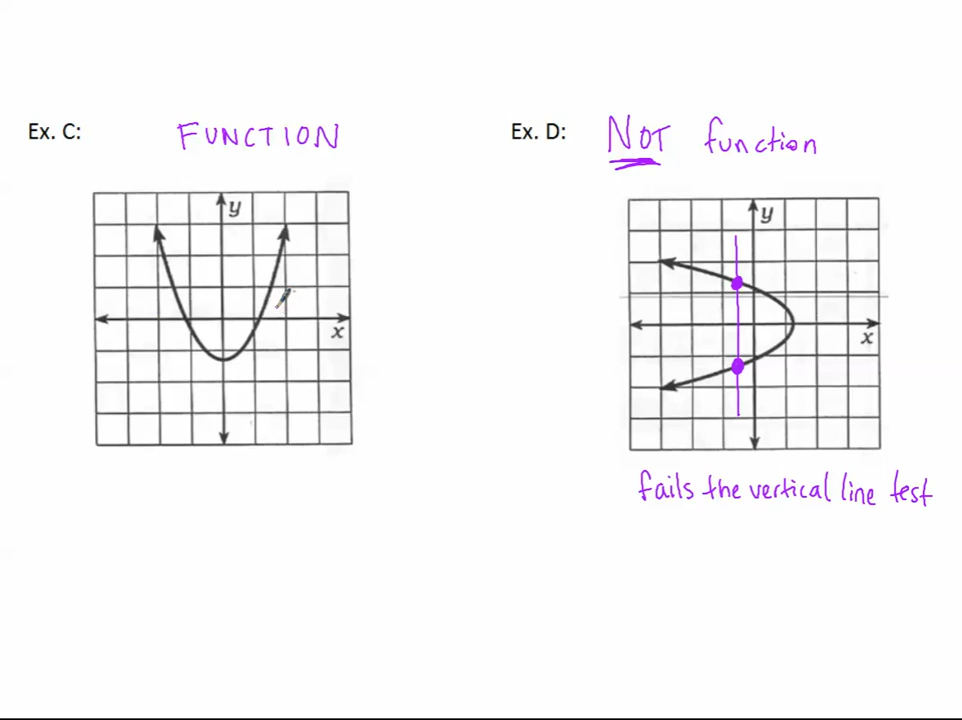 Ex. C:
FUNCTION
y
x
Ex. D:
NOT function
y
x
fails the vertical line test